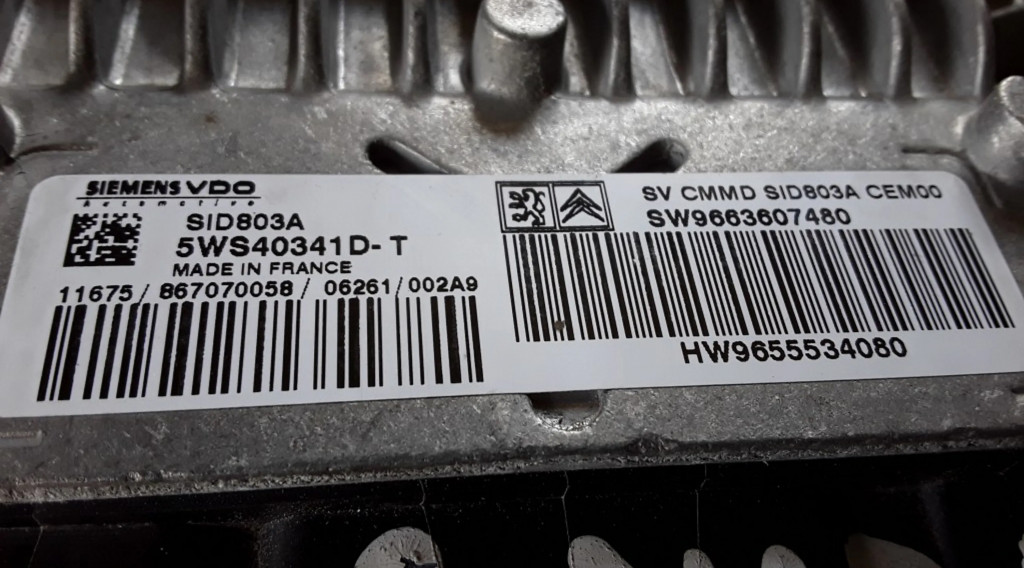 SIEMENS VDO
Automotive
SID803A
5WS40341D-T
MADE IN FRANCE
11675/867070058/06261/002A9
SV CMMD SID803A CEM00
SW9663607480
HW9655534080